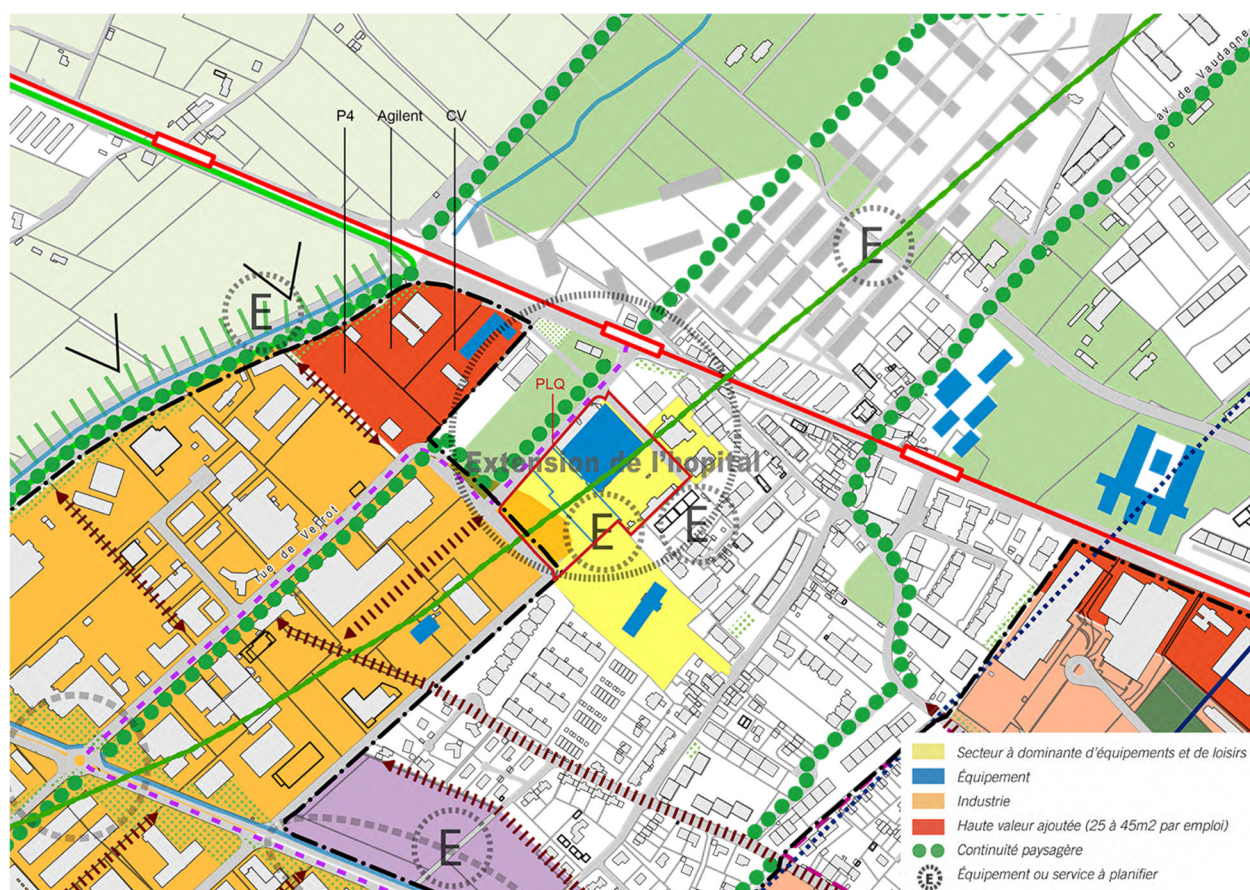 av. de Vaudagne
P4 Agilent CV
E
E
PLQ
Extension de l'hopital
E
E
rue de Veyrot
E
Secteur à dominante d'équipements et de loisirs
Équipement
Industrie
Haute valeur ajoutée (25 à 45m2 par emploi)
Continuité paysagère
E Équipement ou service à planifier